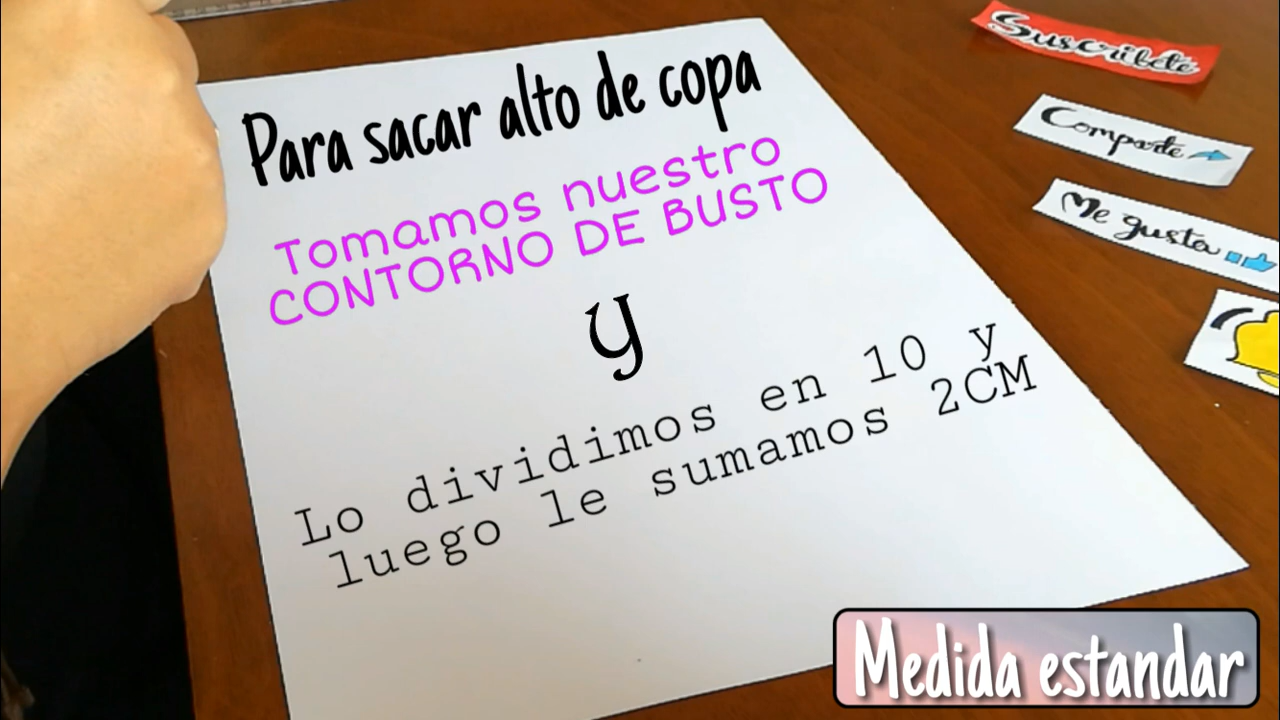 Para sacar alto de copa
Tomamos nuestro
CONTORNO DE BUSTO
y
Lo dividimos en 10 y
luego le sumamos 2CM
Suscribete
Comparte
Me gusta
Medida estandar